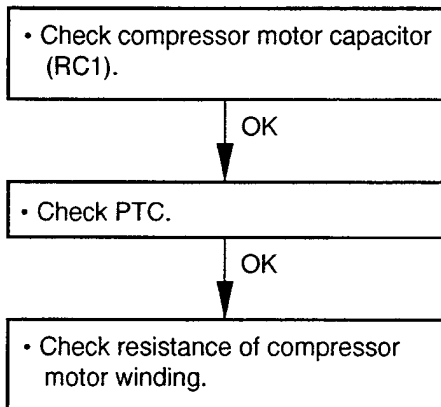 • Check compressor motor capacitor
(RC1).
OK
• Check PTC.
OK
• Check resistance of compressor
motor winding.